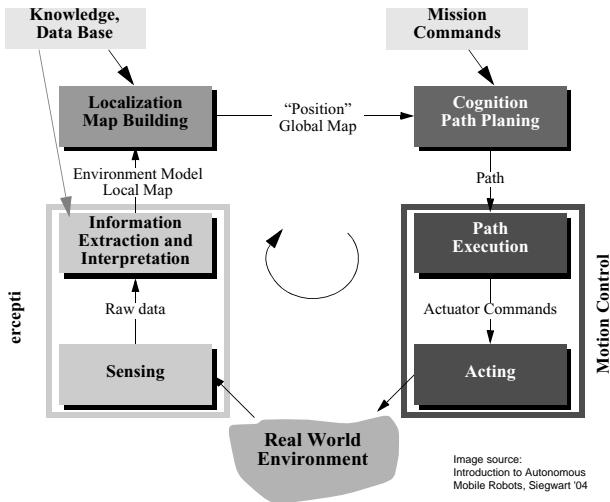 Knowledge,
Data Base
Mission
Commands
Localization
Map Building
“Position”
Global Map
Cognition
Path Planing
Environment Model
Local Map
Path
Information
Extraction and
Interpretation
Path
Execution
ercepti
Raw data
Actuator Commands
Motion Control
Sensing
Acting
Real World
Environment
Image source:
Introduction to Autonomous
Mobile Robots, Siegwart '04